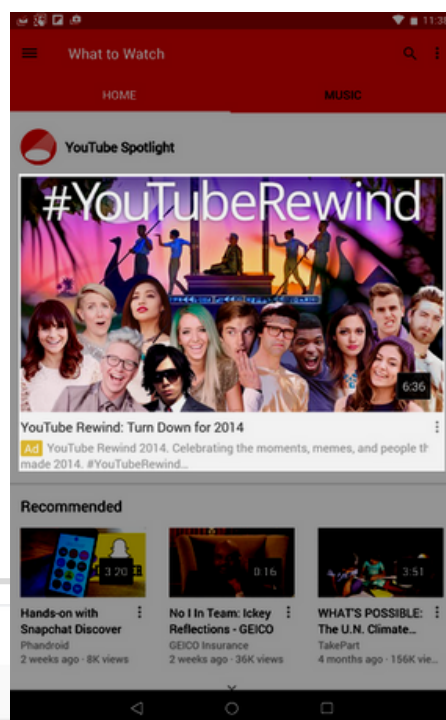 11:38
What to Watch
HOME
MUSIC
YouTube Spotlight
#YouTubeRewind
6:36
YouTube Rewind: Turn Down for 2014
Ad YouTube Rewind 2014. Celebrating the moments, memes, and people th
made 2014. #YouTubeRewind...
Recommended
3:20
0:16
3:51
Hands-on with
Snapchat Discover
Phandroid
2 weeks ago · 8K views
No I In Team: Ickey
Reflections - GEICO
GEICO Insurance
2 weeks ago · 36K views
WHAT'S POSSIBLE:
The U.N. Climate...
TakePart
4 months ago · 156K vie...